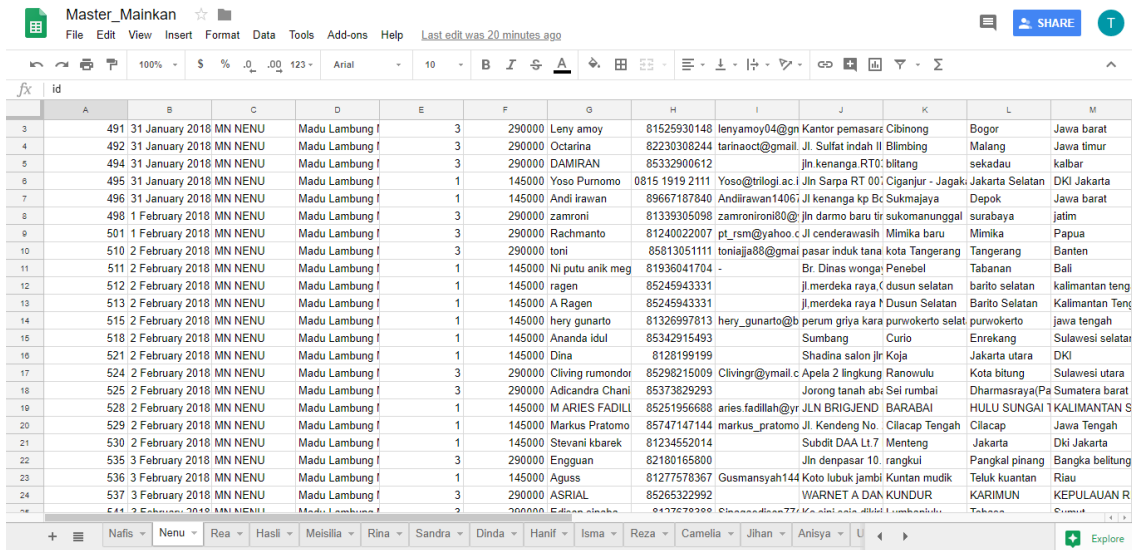 Master_Mainkan
SHARE
T
File Edit View Insert Format Data Tools Add-ons Help Last edit was 20 minutes ago
100% $ % .0 .00 123 Arial 10 B I S A
fx id
A B C D E F G H I J K L M
3 491 31 January 2018 MN NENU Madu Lambung 3 290000 Leny amoy 81525930148 lenyamoy04@gm Kantor pemasara Cibinong Bogor Jawa barat
4 492 31 January 2018 MN NENU Madu Lambung 3 290000 Octarina 82230308244 tarinaoct@gmail. Jl. Sulfat indah II Blimbing Malang Jawa timur
5 494 31 January 2018 MN NENU Madu Lambung 3 290000 DAMIRAN 85332900612 jln.kenanga.RT0 blitang sekadau kalbar
6 495 31 January 2018 MN NENU Madu Lambung 1 145000 Yoso Purnomo 0815 1919 2111 Yoso@trilogi.ac.i Jln Sarpa RT 007 Ciganjur - Jagak Jakarta Selatan DKI Jakarta
7 496 31 January 2018 MN NENU Madu Lambung 1 145000 Andi irawan 89667187840 Andiirawan14067 Jl kenanga kp Bo Sukmajaya Depok Jawa barat
8 498 1 February 2018 MN NENU Madu Lambung 3 290000 zamroni 81339305098 zamronironi80@ jln darmo baru tir sukomanunggal surabaya jatim
9 501 1 February 2018 MN NENU Madu Lambung 3 290000 Rachmanto 81240022007 pt_rsm@yahoo.c Jl cenderawasih Mimika baru Mimika Papua
10 510 2 February 2018 MN NENU Madu Lambung 3 290000 toni 85813051111 toniajja88@gmai pasar induk tana kota Tangerang Tangerang Banten
11 511 2 February 2018 MN NENU Madu Lambung 1 145000 Ni putu anik meg 81936041704 - Br. Dinas wongay Penebel Tabanan Bali
12 512 2 February 2018 MN NENU Madu Lambung 1 145000 ragen 85245943331 jl.merdeka raya, dusun selatan barito selatan kalimantan teng
13 513 2 February 2018 MN NENU Madu Lambung 1 145000 A Ragen 85245943331 jl,merdeka raya Dusun Selatan Barito Selatan Kalimantan Teng
14 515 2 February 2018 MN NENU Madu Lambung 1 145000 hery gunarto 81326997813 hery_gunarto@b perum griya kara purwokerto selat purwokerto jawa tengah
15 518 2 February 2018 MN NENU Madu Lambung 1 145000 Ananda idul 85342915493 Sumbang Curio Enrekang Sulawesi selatan
16 521 2 February 2018 MN NENU Madu Lambung 1 145000 Dina 8128199199 Shadina salon jln Koja Jakarta utara DKI
17 524 2 February 2018 MN NENU Madu Lambung 3 290000 Cliving rumondor 85298215009 Clivingr@ymail.c Apela 2 lingkung Ranowulu Kota bitung Sulawesi utara
18 525 2 February 2018 MN NENU Madu Lambung 3 290000 Adicandra Chani 85373829293 Jorong tanah aba Sei rumbai Dharmasraya(Pa Sumatera barat
19 528 2 February 2018 MN NENU Madu Lambung 1 145000 M ARIES FADILL 85251956688 aries.fadillah@yr JLN BRIGJEND BARABAI HULU SUNGAI T KALIMANTAN S
20 529 2 February 2018 MN NENU Madu Lambung 1 145000 Markus Pratomo 85747147144 markus_pratomo Jl. Kendeng No. Cilacap Tengah Cilacap Jawa Tengah
21 530 2 February 2018 MN NENU Madu Lambung 1 145000 Stevani kbarek 81234552014 Subdit DAA Lt.7 Menteng Jakarta Dki Jakarta
22 535 3 February 2018 MN NENU Madu Lambung 3 290000 Engguan 82180165800 Jln denpasar 10. rangkui Pangkal pinang Bangka belitung
23 536 3 February 2018 MN NENU Madu Lambung 1 145000 Aguss 81277578367 Gusmansyah144 Koto lubuk jambi Kuntan mudik Teluk kuantan Riau
24 537 3 February 2018 MN NENU Madu Lambung 3 290000 ASRIAL 85265322992 WARNET A DAN KUNDUR KARIMUN KEPULAUAN R
Nafis Nenu Rea Hasli Meisilia Rina Sandra Dinda Hanif Isma Reza Camelia Jihan Anisya U
Explore